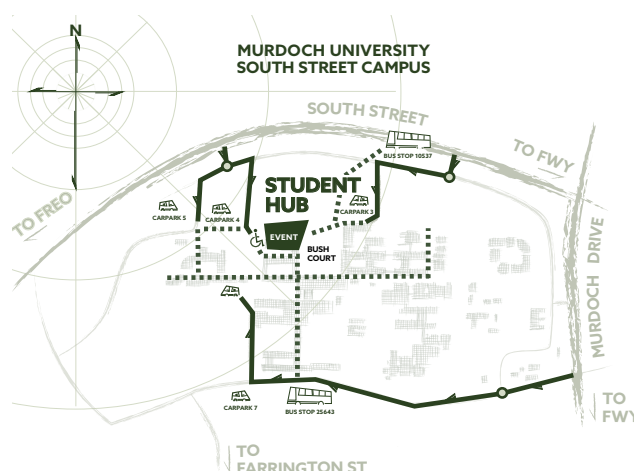 N
MURDOCH UNIVERSITY
SOUTH STREET CAMPUS
SOUTH STREET
BUS STOP 10537
TO FWY
STUDENT
HUB
CARPARK 5
CARPARK 4
CARPARK 3
TO FREO
EVENT
BUSH
COURT
MURDOCH DRIVE
CARPARK 7
BUS STOP 25643
TO
FWY
TO
FARRINGTON ST